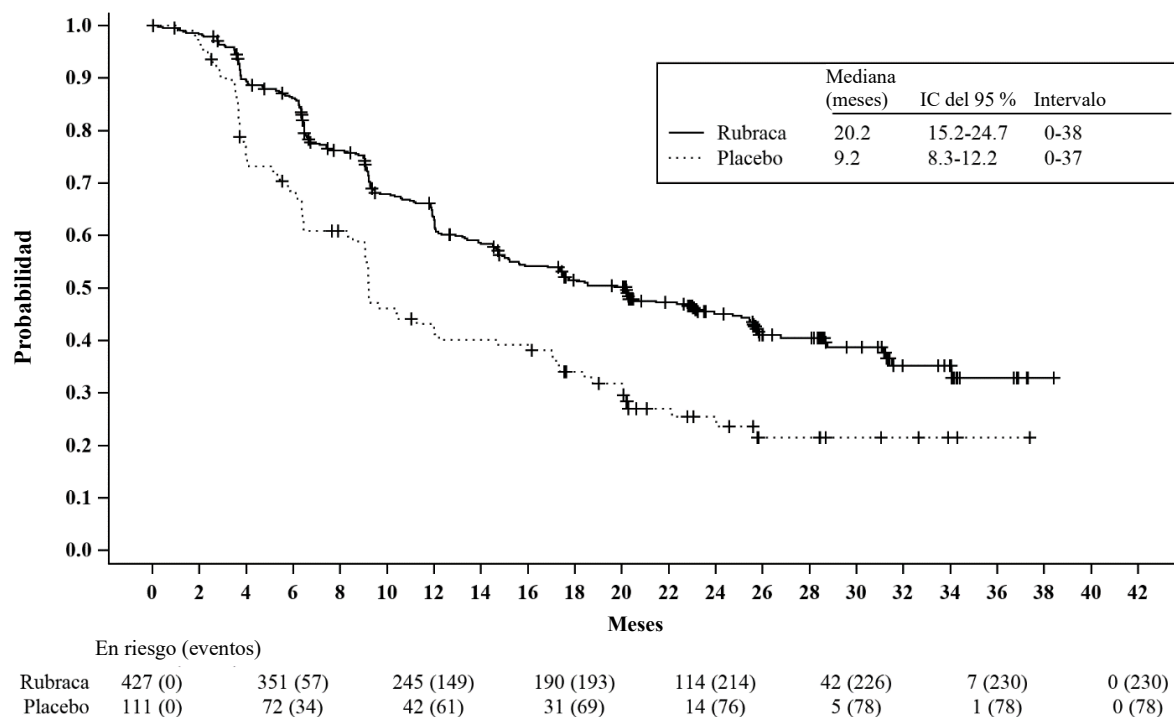 1.0
0.9
0.8
0.7
0.6
0.5
0.4
0.3
0.2
0.1
0.0
Probabilidad
Mediana
(meses) IC del 95 % Intervalo
Rubraca 20.2 15.2-24.7 0-38
Placebo 9.2 8.3-12.2 0-37
0 2 4 6 8 10 12 14 16 18 20 22 24 26 28 30 32 34 36 38 40 42
Meses
En riesgo (eventos)
Rubraca 427 (0) 351 (57) 245 (149) 190 (193) 114 (214) 42 (226) 7 (230) 0 (230)
Placebo 111 (0) 72 (34) 42 (61) 31 (69) 14 (76) 5 (78) 1 (78) 0 (78)